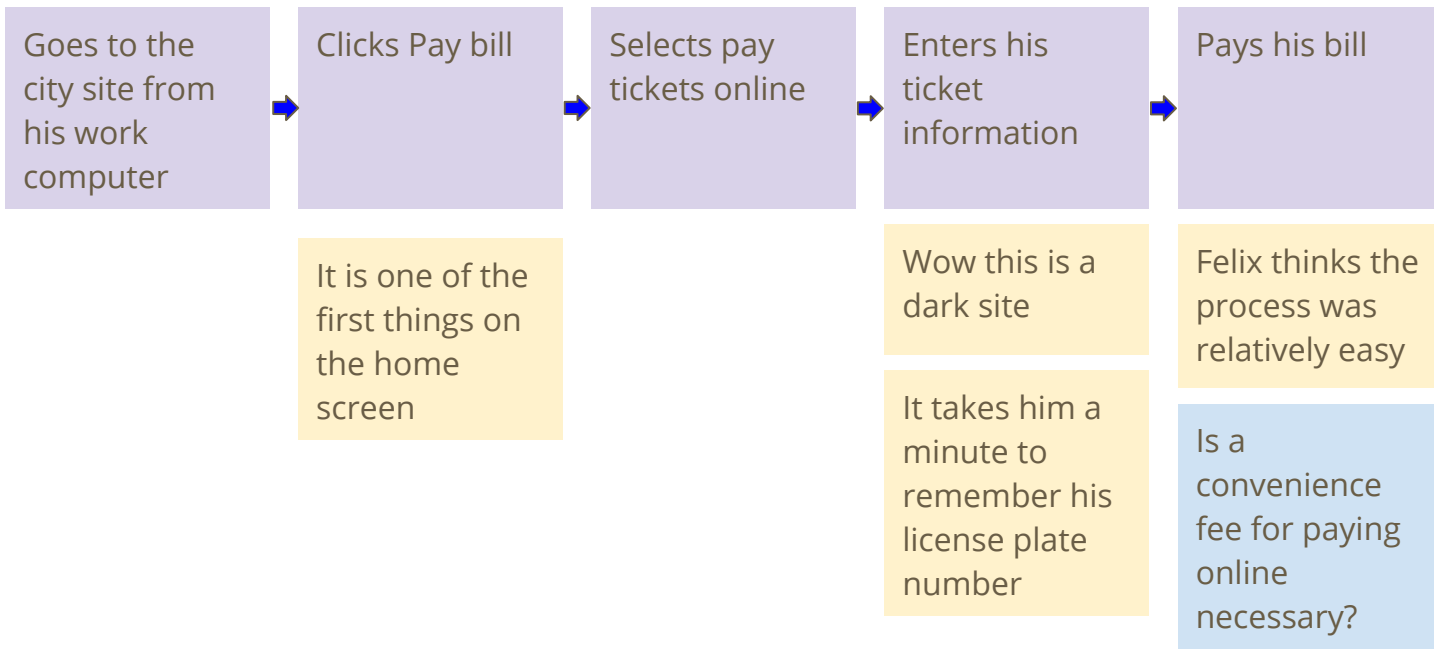 Goes to the
city site from
his work
computer
Clicks Pay bill
Selects pay
tickets online
Enters his
ticket
information
Pays his bill
It is one of the
first things on
the home
screen
Wow this is a
dark site
It takes him a
minute to
remember his
license plate
number
Felix thinks the
process was
relatively easy
Is a
convenience
fee for paying
online
necessary?